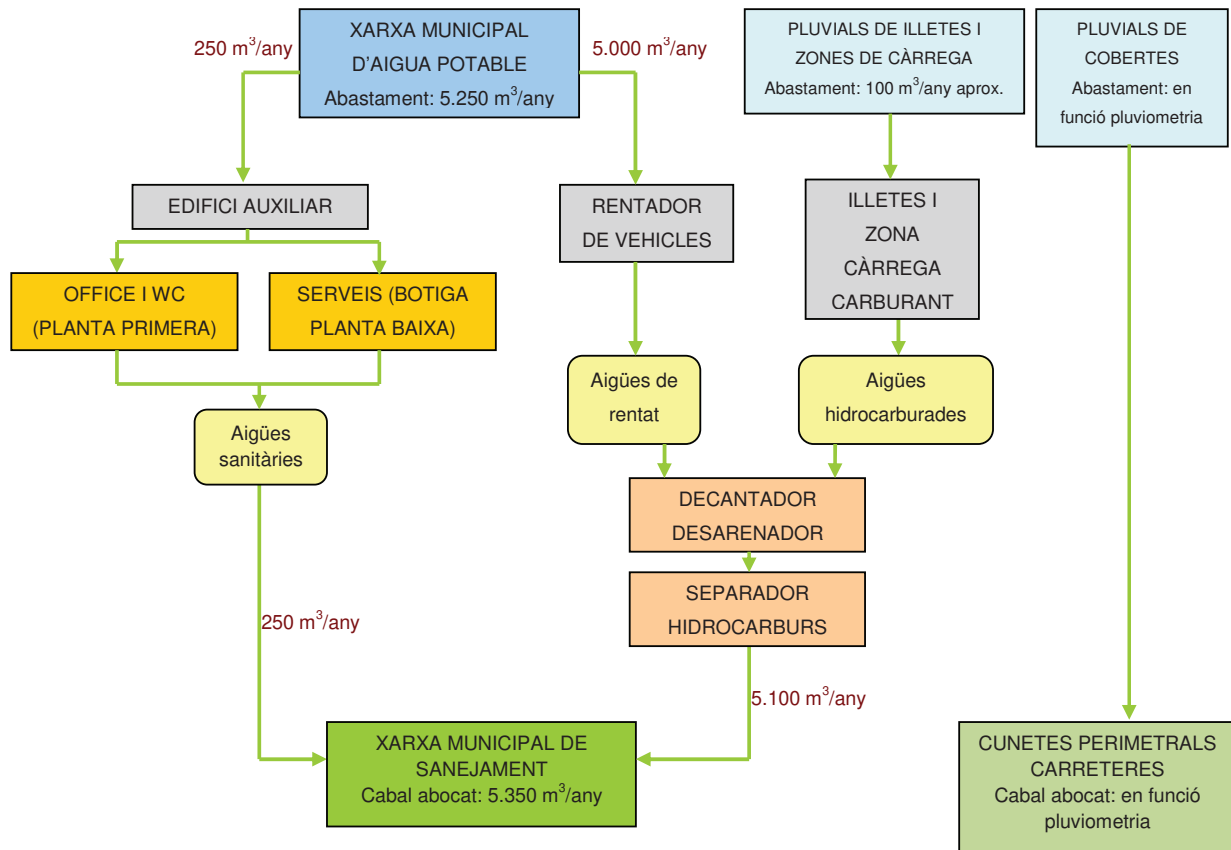 250 m³/any
XARXA MUNICIPAL
D'AIGUA POTABLE
Abastament: 5.250 m³/any
5.000 m³/any
PLUVIALS DE ILLETES I
ZONES DE CÀRREGA
Abastament: 100 m³/any aprox.
PLUVIALS DE
COBERTES
Abastament: en
funció pluviometria
EDIFICI AUXILIAR
RENTADOR
DE VEHICLES
ILLETES I
ZONA
CÀRREGA
CARBURANT
OFFICE I WC
(PLANTA PRIMERA)
SERVEIS (BOTIGA
PLANTA BAIXA)
Aigües
sanitàries
Aigües de
rentat
Aigües
hidrocarburades
DECANTADOR
DESARENADOR
SEPARADOR
HIDROCARBURS
250 m³/any
5.100 m³/any
XARXA MUNICIPAL DE
SANEJAMENT
Cabal abocat: 5.350 m³/any
CUNETES PERIMETRALS
CARRETERES
Cabal abocat: en funció
pluviometria